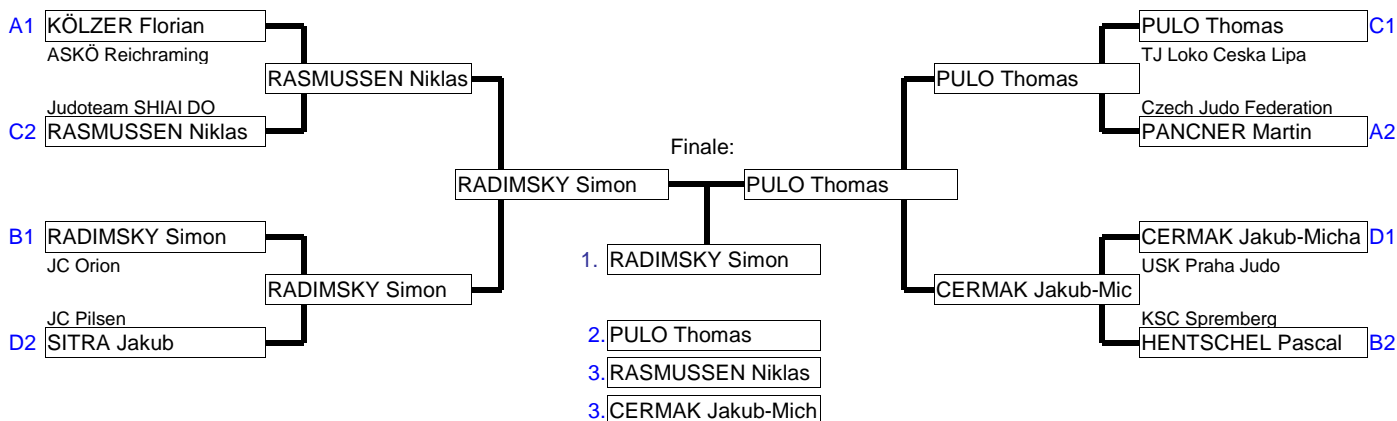 A1 KÖLZER Florian
ASKÖ Reichraming
RASMUSSEN Niklas
Judoteam SHIAI DO
C2 RASMUSSEN Niklas
RADIMSKY Simon
B1 RADIMSKY Simon
JC Orion
RADIMSKY Simon
JC Pilsen
D2 SITRA Jakub
Finale:
1. RADIMSKY Simon
2. PULO Thomas
3. RASMUSSEN Niklas
3. CERMAK Jakub-Mich
PULO Thomas
PULO Thomas C1
TJ Loko Ceska Lipa
PULO Thomas
Czech Judo Federation
PANCNER Martin A2
CERMAK Jakub-Micha D1
USK Praha Judo
CERMAK Jakub-Mic
KSC Spremberg
HENTSCHEL Pascal B2